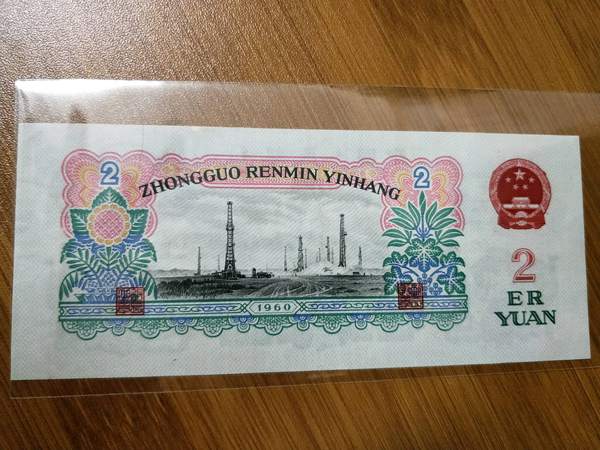 2
ZHONGGUO RENMIN YINHANG
2
1960
2
ER
YUAN